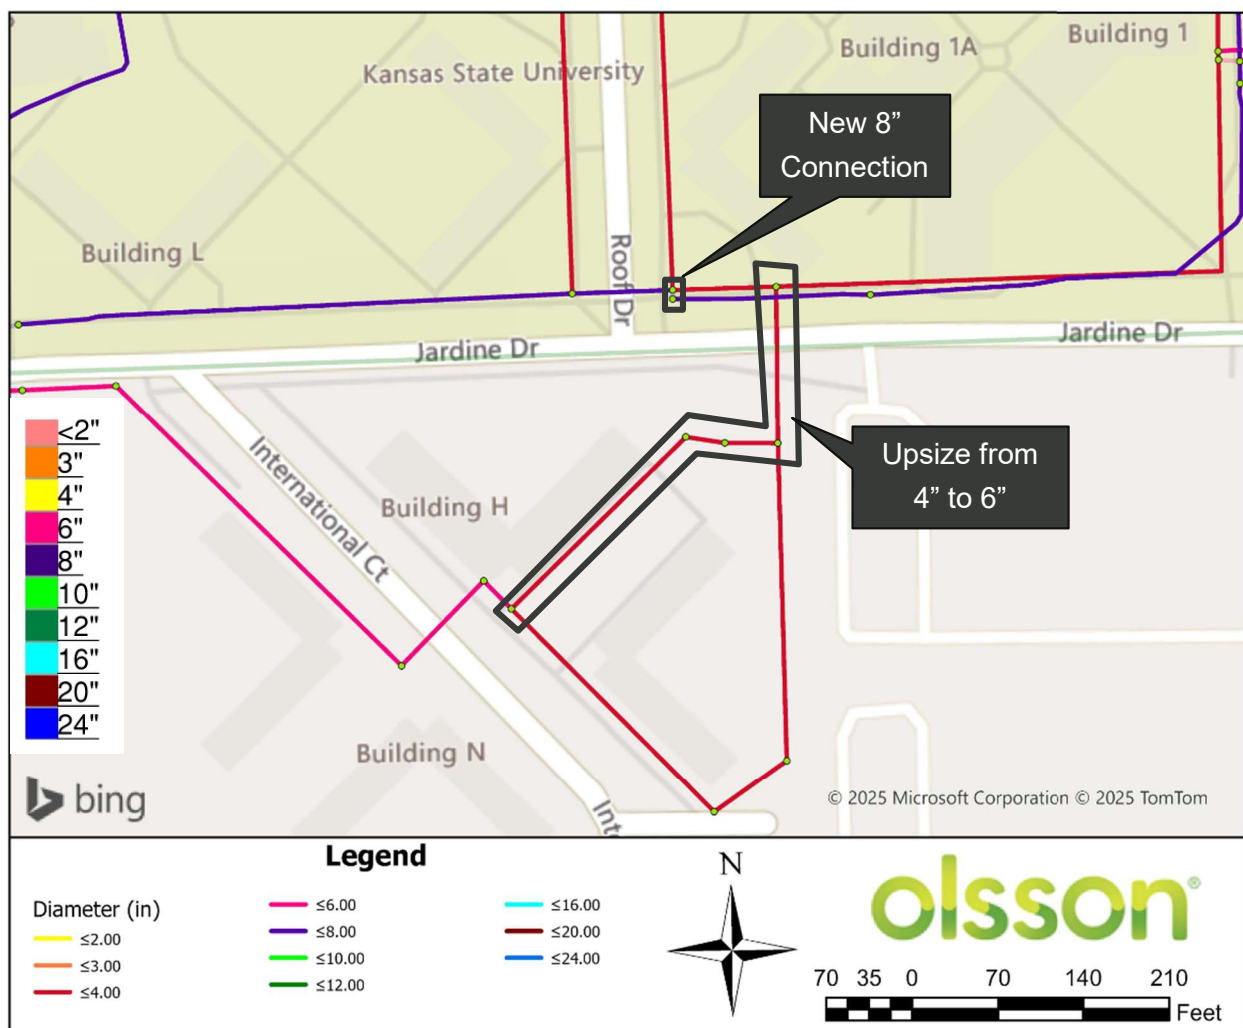 Kansas State University
Building 1A
Building 1
New 8”
Connection
Building L
Roof Dr
Jardine Dr
Jardine Dr
<2"
3"
4"
6"
8"
10"
12"
16"
20"
24"
International Ct
Building H
Upsize from
4” to 6”
Building N
Inte
bing
© 2025 Microsoft Corporation © 2025 TomTom
Legend
Diameter (in)
≤2.00
≤3.00
≤4.00
≤6.00
≤8.00
≤10.00
≤12.00
≤16.00
≤20.00
≤24.00
N
olsson®
70 35 0 70 140 210
Feet